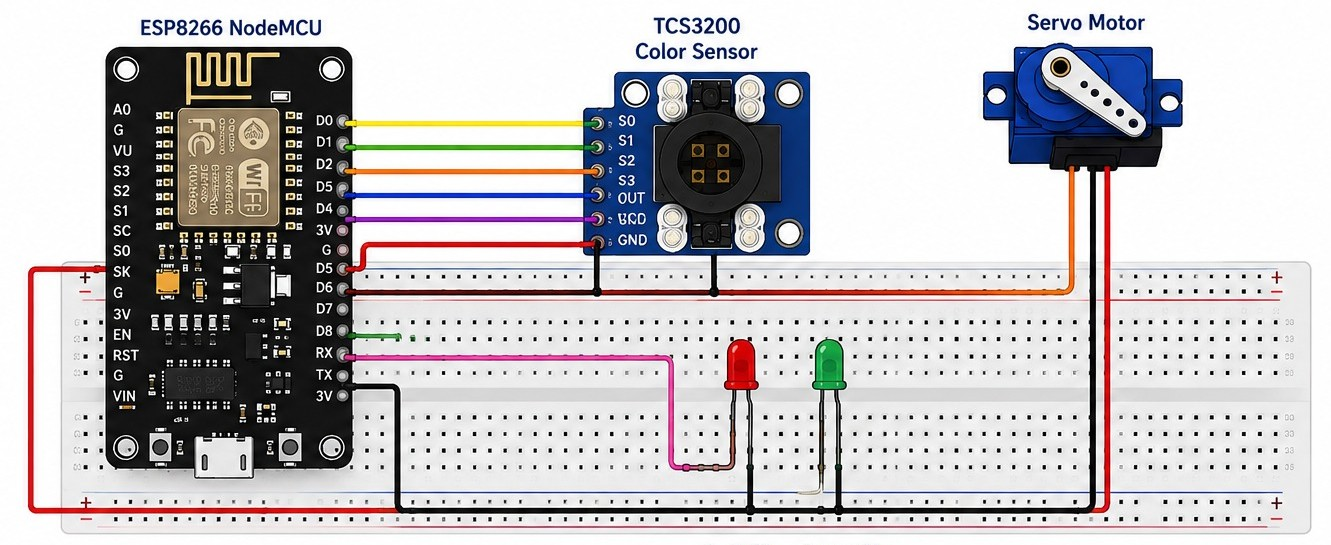 ESP8266 NodeMCU
TCS3200
Color Sensor
Servo Motor
A0
G
VU
S3
S2
S1
SC
S0
SK
G
3V
EN
RST
G
VIN
D0
D1
D2
D5
D4
3V
G
D5
D6
D7
D8
RX
TX
3V
FC
S0
S1
S2
S3
OUT
GND
+
−
+
−
+
−
+
−